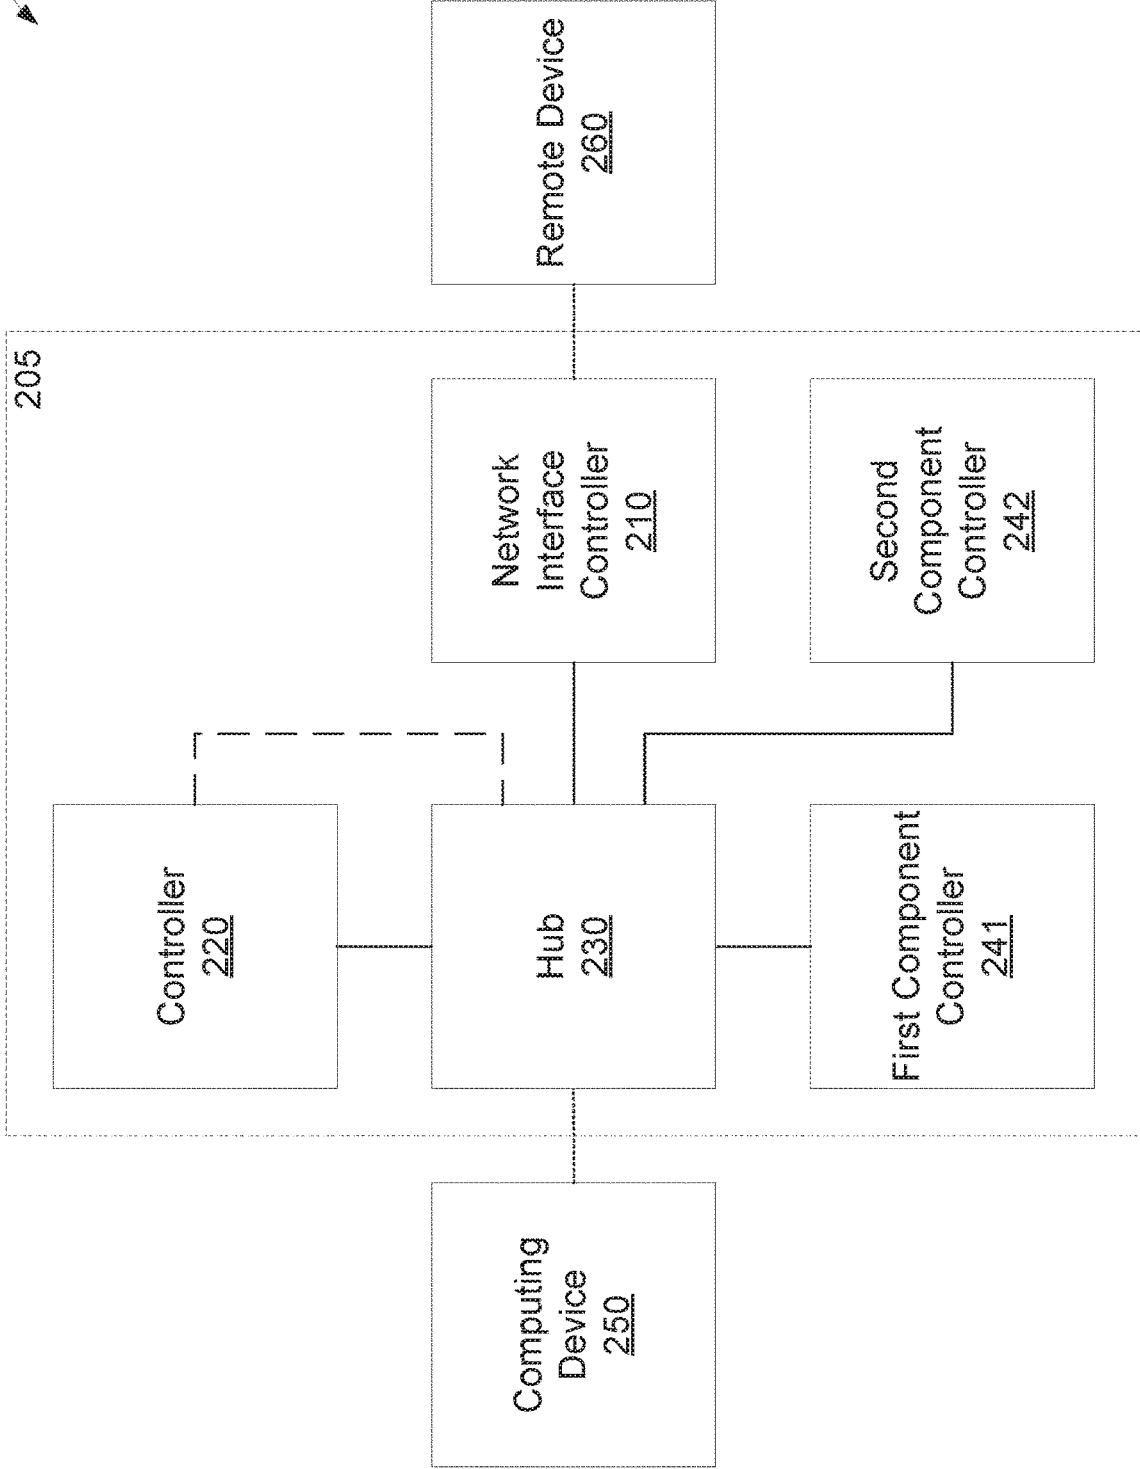 205
Controller
220
Computing
Device
250
Hub
230
Network
Interface
Controller
210
Remote Device
260
First Component
Controller
241
Second
Component
Controller
242